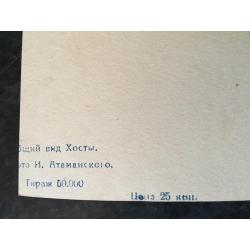 бщий вид Хосты.
ото И. Атаманского.
Тираж 50.000
Цена 25 коп.